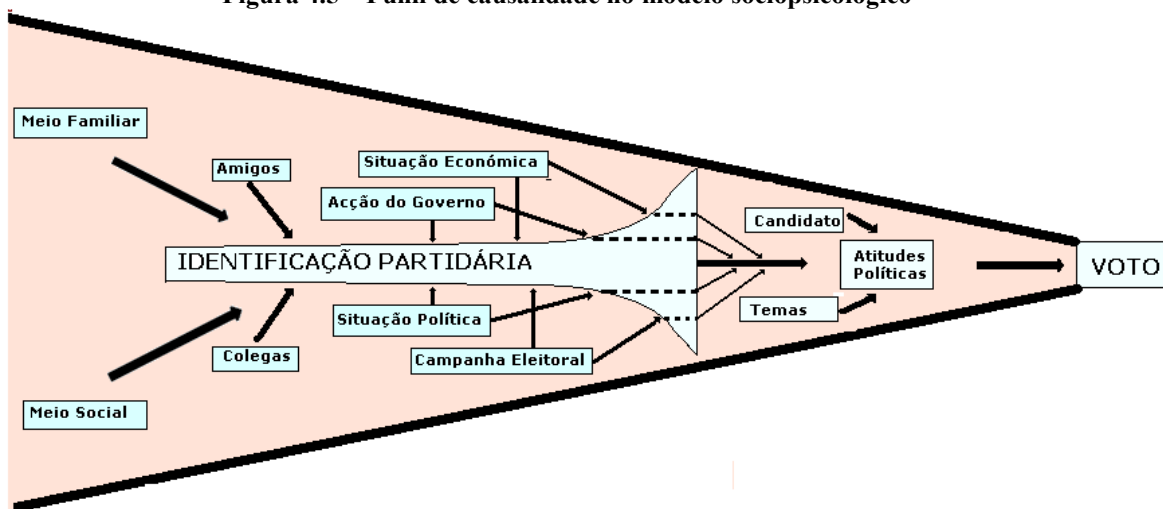 Figura 4.3 – Funil de causalidade no modelo sociopsicológico
Meio Familiar
Amigos
Situação Económica
Acção do Governo
Candidato
IDENTIFICAÇÃO PARTIDÁRIA
Atitudes
Políticas
VOTO
Situação Política
Temas
Colegas
Campanha Eleitoral
Meio Social